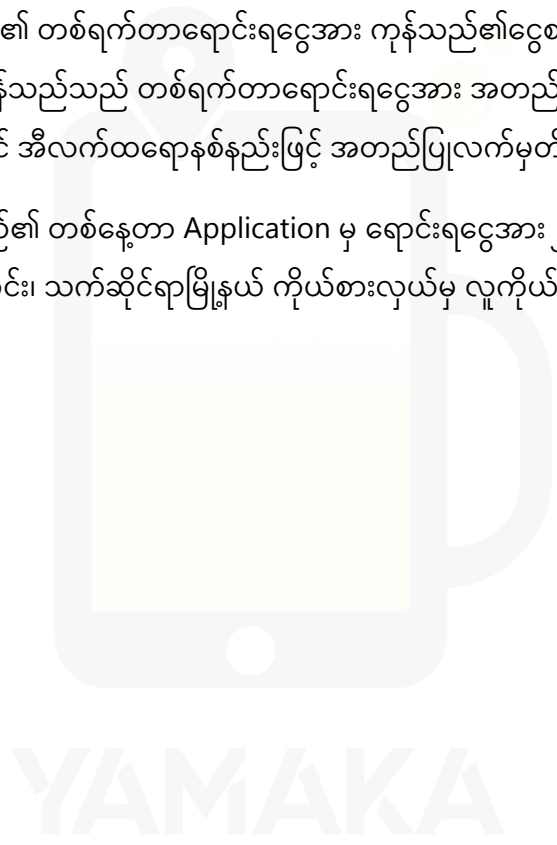 ၏ တစ်ရက်တာရောင်းရငွေအား ကုန်သည်၏ငွေစ
န်သည်သည် တစ်ရက်တာရောင်းရငွေအား အတည်
င် အီလက်ထရောနစ်နည်းဖြင့် အတည်ပြုလက်မှတ်
၏ တစ်နေ့တာ Application မှ ရောင်းရငွေအား
င်း၊ သက်ဆိုင်ရာမြို့နယ် ကိုယ်စားလှယ်မှ လူကိုယ်
YAMAKA